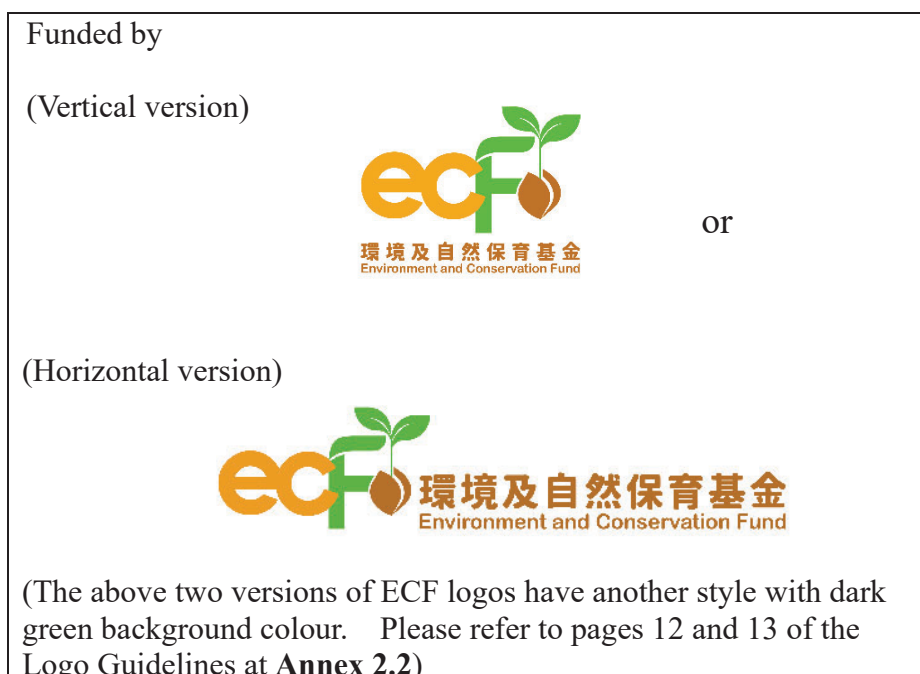 Funded by
(Vertical version)
ecF
環境及自然保育基金
Environment and Conservation Fund
or
(Horizontal version)
ecF
環境及自然保育基金
Environment and Conservation Fund
(The above two versions of ECF logos have another style with dark
green background colour. Please refer to pages 12 and 13 of the
Logo Guidelines at Annex 2.2)